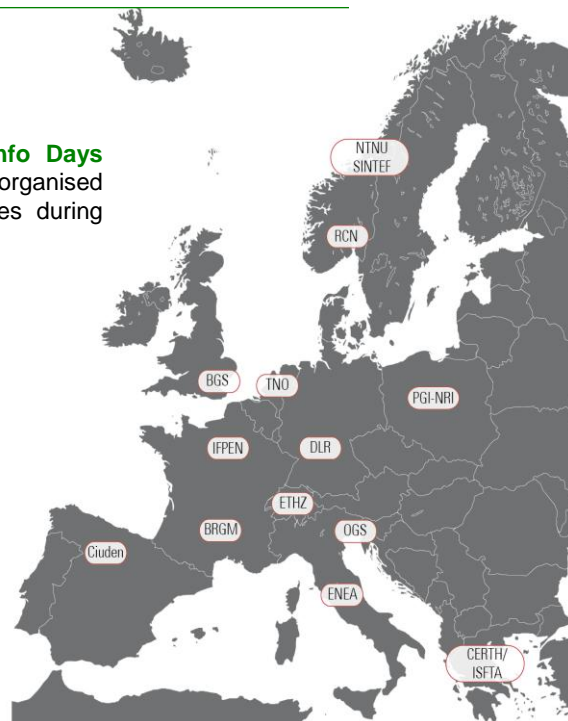 nfo Days
organised
es during
NTNU
SINTEF
RCN
BGS
TNO
PGI-NRI
IFPEN
DLR
ETHZ
BRGM
OGS
Ciuden
ENEA
CERTH/
ISFTA